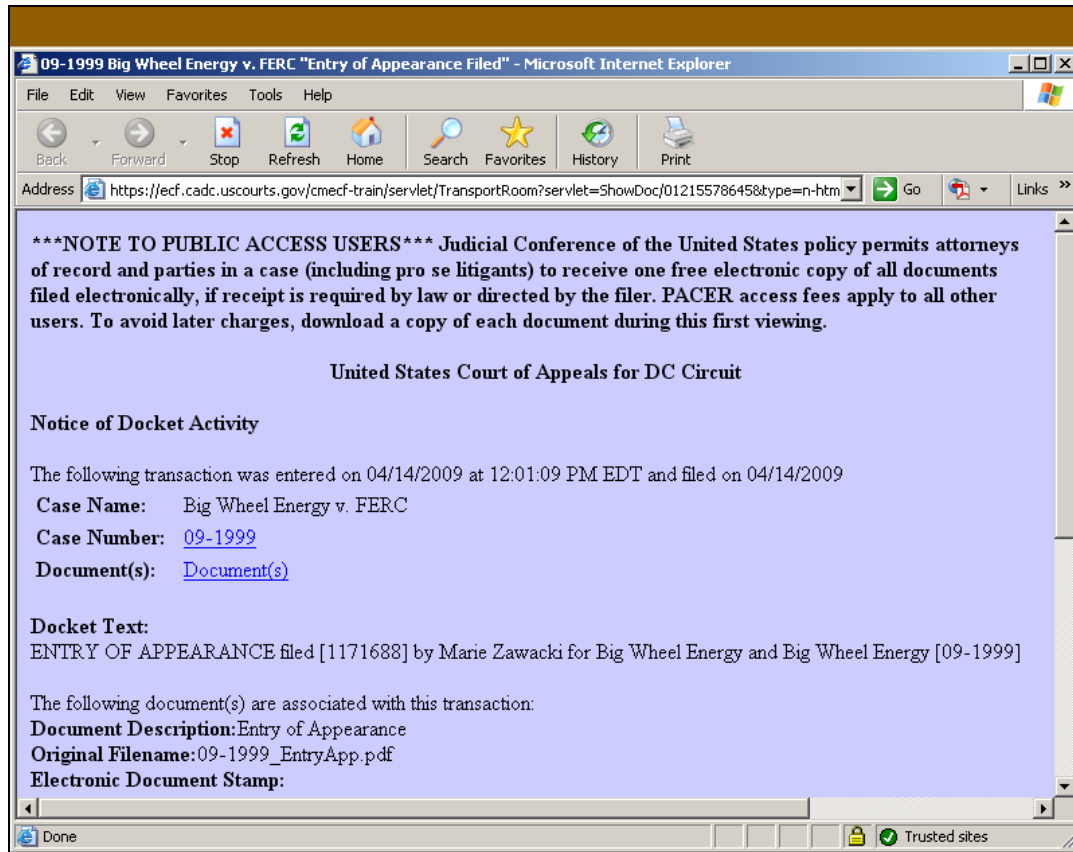 09-1999 Big Wheel Energy v. FERC "Entry of Appearance Filed" - Microsoft Internet Explorer
File Edit View Favorites Tools Help
Back Forward Stop Refresh Home Search Favorites History Print
Address https://ecf.cadc.uscourts.gov/cmecf-train/servlet/TransportRoom?servlet=ShowDoc/01215578645&type=n-htm Go Links »
***NOTE TO PUBLIC ACCESS USERS*** Judicial Conference of the United States policy permits attorneys
of record and parties in a case (including pro se litigants) to receive one free electronic copy of all documents
filed electronically, if receipt is required by law or directed by the filer. PACER access fees apply to all other
users. To avoid later charges, download a copy of each document during this first viewing.
United States Court of Appeals for DC Circuit
Notice of Docket Activity
The following transaction was entered on 04/14/2009 at 12:01:09 PM EDT and filed on 04/14/2009
Case Name: Big Wheel Energy v. FERC
Case Number: 09-1999
Document(s): Document(s)
Docket Text:
ENTRY OF APPEARANCE filed [1171688] by Marie Zawacki for Big Wheel Energy and Big Wheel Energy [09-1999]
The following document(s) are associated with this transaction:
Document Description:Entry of Appearance
Original Filename:09-1999_EntryApp.pdf
Electronic Document Stamp:
Done Trusted sites